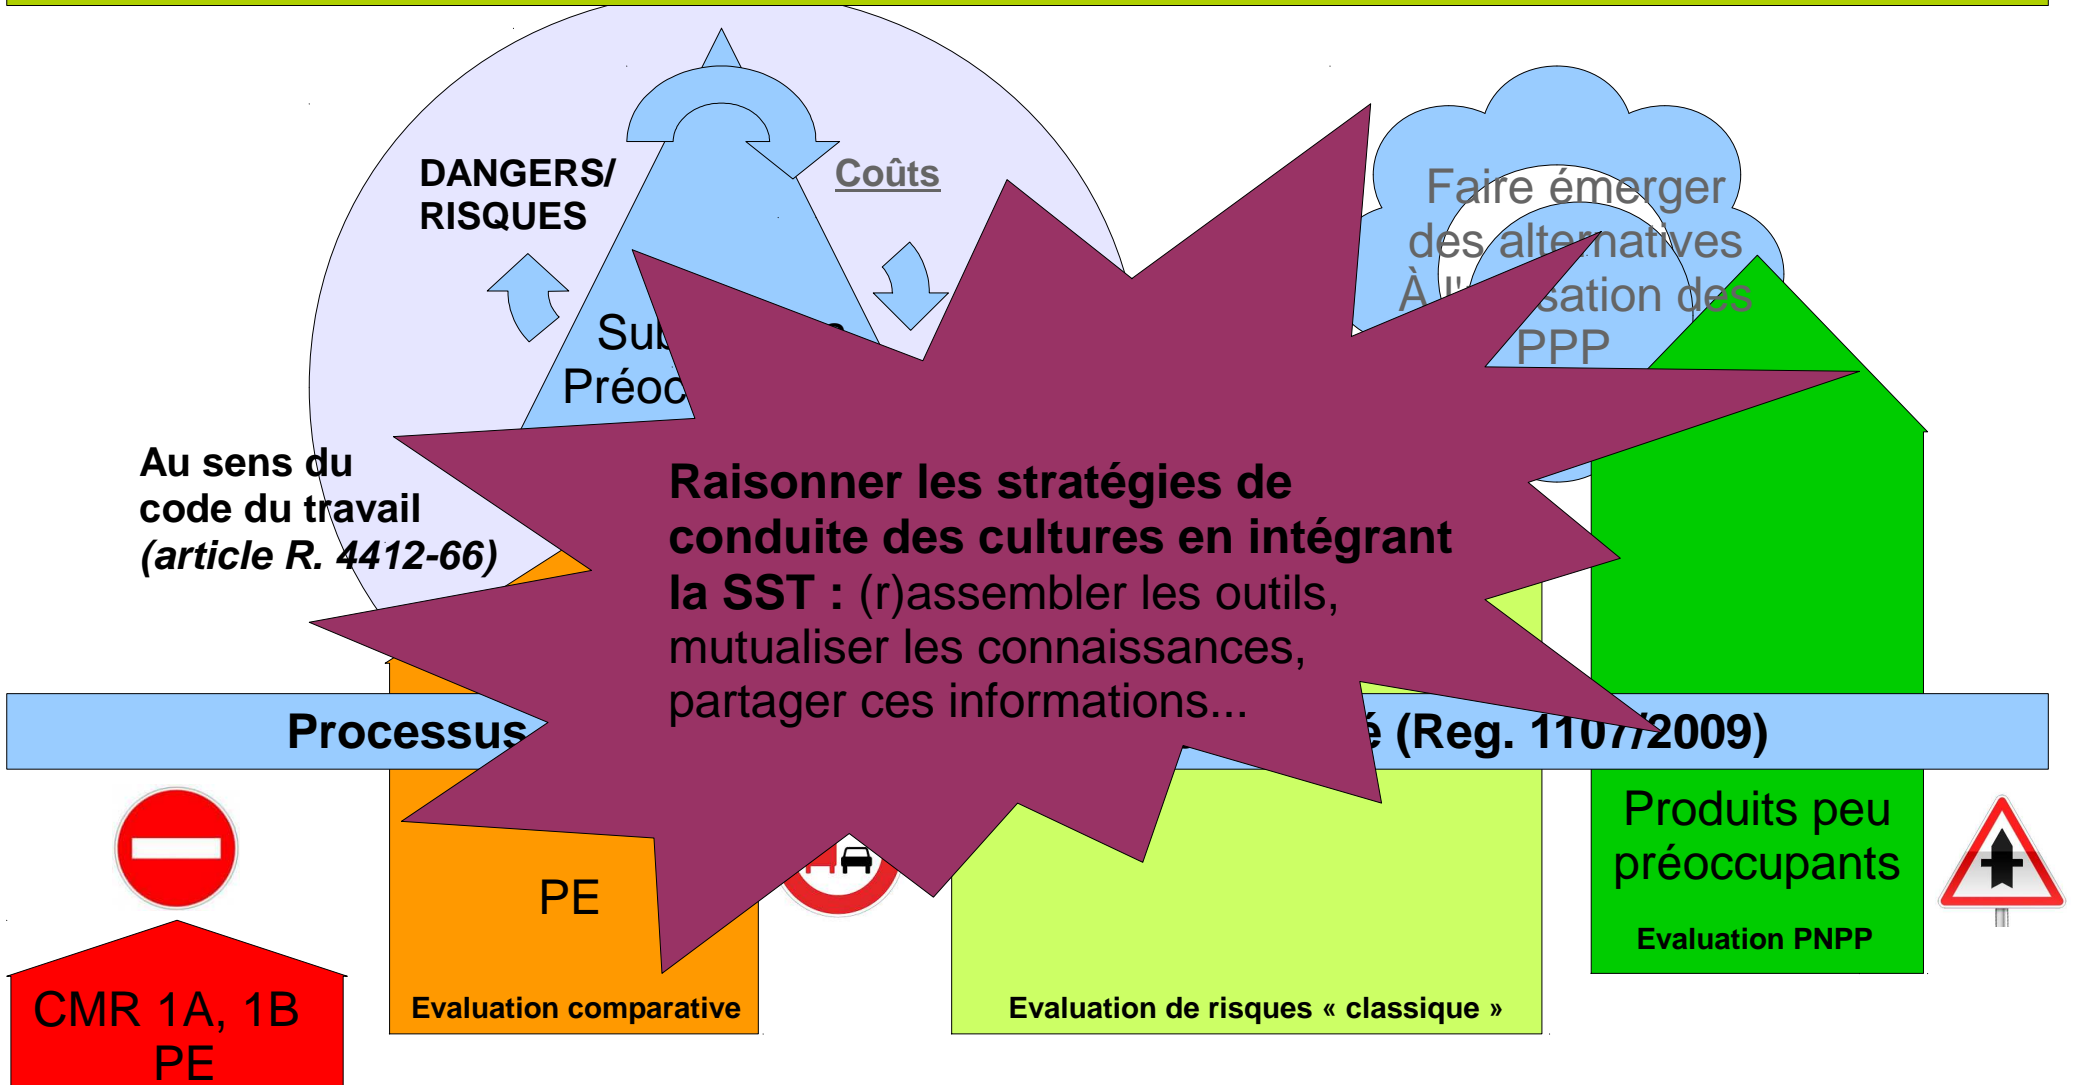 DANGERS/
RISQUES
Coûts
Faire émerger
des alternatives
À des
PPP
Au sens du
code du travail
(article R. 4412-66)
Raisonner les stratégies de
conduite des cultures en intégrant
la SST : (r)assembler les outils,
mutualiser les connaissances,
partager ces informations...
Processus (Reg. 1107/2009)
Produits peu
préoccupants
PE
Evaluation PNPP
Evaluation comparative
Evaluation de risques « classique »
CMR 1A, 1B
PE